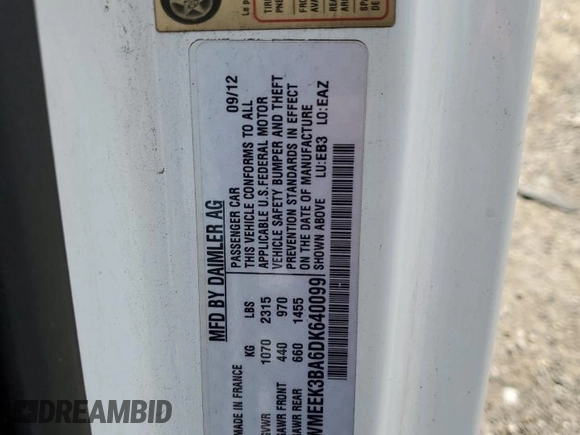 MFD BY DAIMLER AG
PASSENGER CAR 09/12
THIS VEHICLE CONFORMS TO ALL
APPLICABLE U.S. FEDERAL MOTOR
VEHICLE SAFETY BUMPER AND THEFT
PREVENTION STANDARDS IN EFFECT
ON THE DATE OF MANUFACTURE
SHOWN ABOVE LU:EB3 LO:EAZ
MADE IN FRANCE KG LBS
GVWR 1070 2315
GAWR FRONT 440 970
GAWR REAR 660 1455
WMEEK3BA6DK640099
DREAMBID